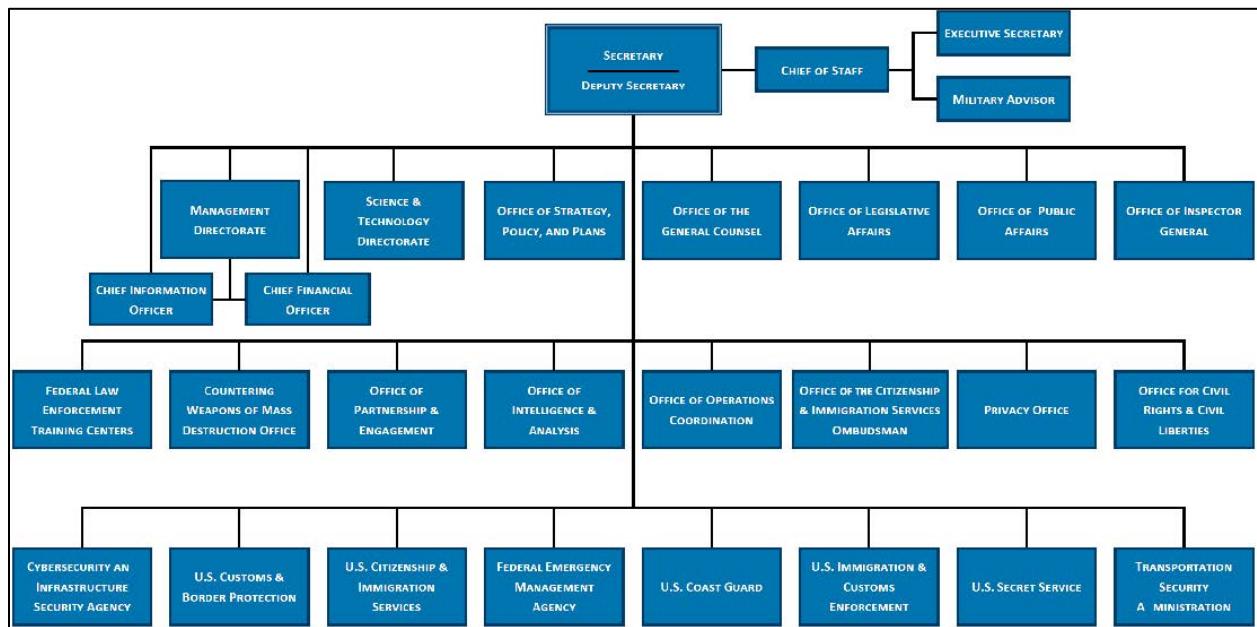 SECRETARY
DEPUTY SECRETARY
CHIEF OF STAFF
EXECUTIVE SECRETARY
MILITARY ADVISOR
MANAGEMENT
DIRECTORATE
SCIENCE &
TECHNOLOGY
DIRECTORATE
OFFICE OF STRATEGY,
POLICY, AND PLANS
OFFICE OF THE
GENERAL COUNSEL
OFFICE OF LEGISLATIVE
AFFAIRS
OFFICE OF PUBLIC
AFFAIRS
OFFICE OF INSPECTOR
GENERAL
CHIEF INFORMATION
OFFICER
CHIEF FINANCIAL
OFFICER
FEDERAL LAW
ENFORCEMENT
TRAINING CENTERS
COUNTERING
WEAPONS OF MASS
DESTRUCTION OFFICE
OFFICE OF
PARTNERSHIP &
ENGAGEMENT
OFFICE OF
INTELLIGENCE &
ANALYSIS
OFFICE OF OPERATIONS
COORDINATION
OFFICE OF THE CITIZENSHIP
& IMMIGRATION SERVICES
OMBUDSMAN
PRIVACY OFFICE
OFFICE FOR CIVIL
RIGHTS & CIVIL
LIBERTIES
CYBERSECURITY AN
INFRASTRUCTURE
SECURITY AGENCY
U.S. CUSTOMS &
BORDER PROTECTION
U.S. CITIZENSHIP &
IMMIGRATION
SERVICES
FEDERAL EMERGENCY
MANAGEMENT
AGENCY
U.S. COAST GUARD
U.S. IMMIGRATION &
CUSTOMS
ENFORCEMENT
U.S. SECRET SERVICE
TRANSPORTATION
SECURITY
A MINISTRATION